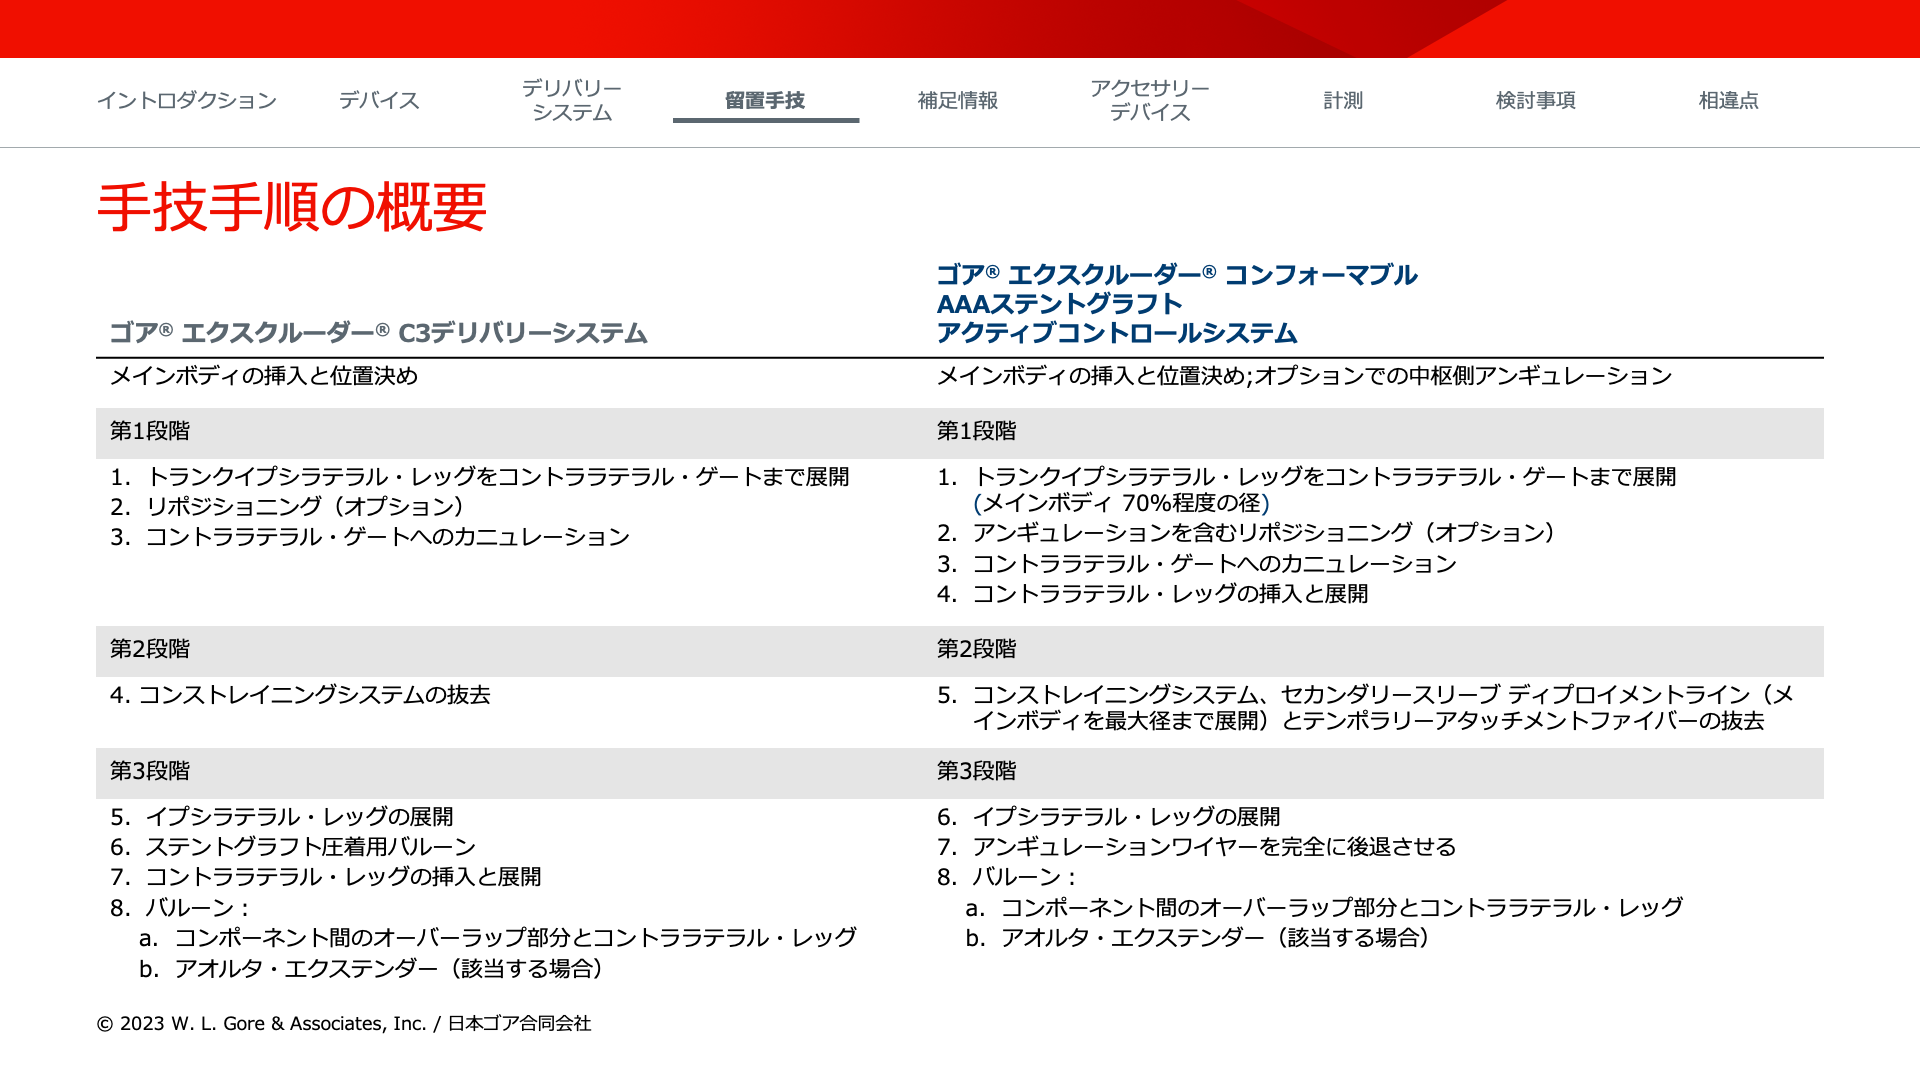 イントロダクション
デバイス
デリバリー
システム
留置手技
補足情報
アクセサリー
デバイス
計測
検討事項
相違点
手技手順の概要
ゴア® エクスクルーダー® C3デリバリーシステム
ゴア® エクスクルーダー® コンフォーマブル
AAAステントグラフト
アクティブコントロールシステム
メインボディの挿入と位置決め
メインボディの挿入と位置決め;オプションでの中枢側アンギュレーション
第1段階
第1段階
1. トランクイプシラテラル・レッグをコントララテラル・ゲートまで展開
2. リポジショニング（オプション）
3. コントララテラル・ゲートへのカニュレーション
1. トランクイプシラテラル・レッグをコントララテラル・ゲートまで展開
(メインボディ 70%程度の径)
2. アンギュレーションを含むリポジショニング（オプション）
3. コントララテラル・ゲートへのカニュレーション
4. コントララテラル・レッグの挿入と展開
第2段階
第2段階
4. コンストレイニングシステムの抜去
5. コンストレイニングシステム、セカンダリースリーブ ディプロイメントライン（メ
インボディを最大径まで展開）とテンポラリーアタッチメントファイバーの抜去
第3段階
第3段階
5. イプシラテラル・レッグの展開
6. ステントグラフト圧着用バルーン
7. コントララテラル・レッグの挿入と展開
8. バルーン：
a. コンポーネント間のオーバーラップ部分とコントララテラル・レッグ
b. アオルタ・エクステンダー（該当する場合）
6. イプシラテラル・レッグの展開
7. アンギュレーションワイヤーを完全に後退させる
8. バルーン：
a. コンポーネント間のオーバーラップ部分とコントララテラル・レッグ
b. アオルタ・エクステンダー（該当する場合）
© 2023 W. L. Gore & Associates, Inc. / 日本ゴア合同会社